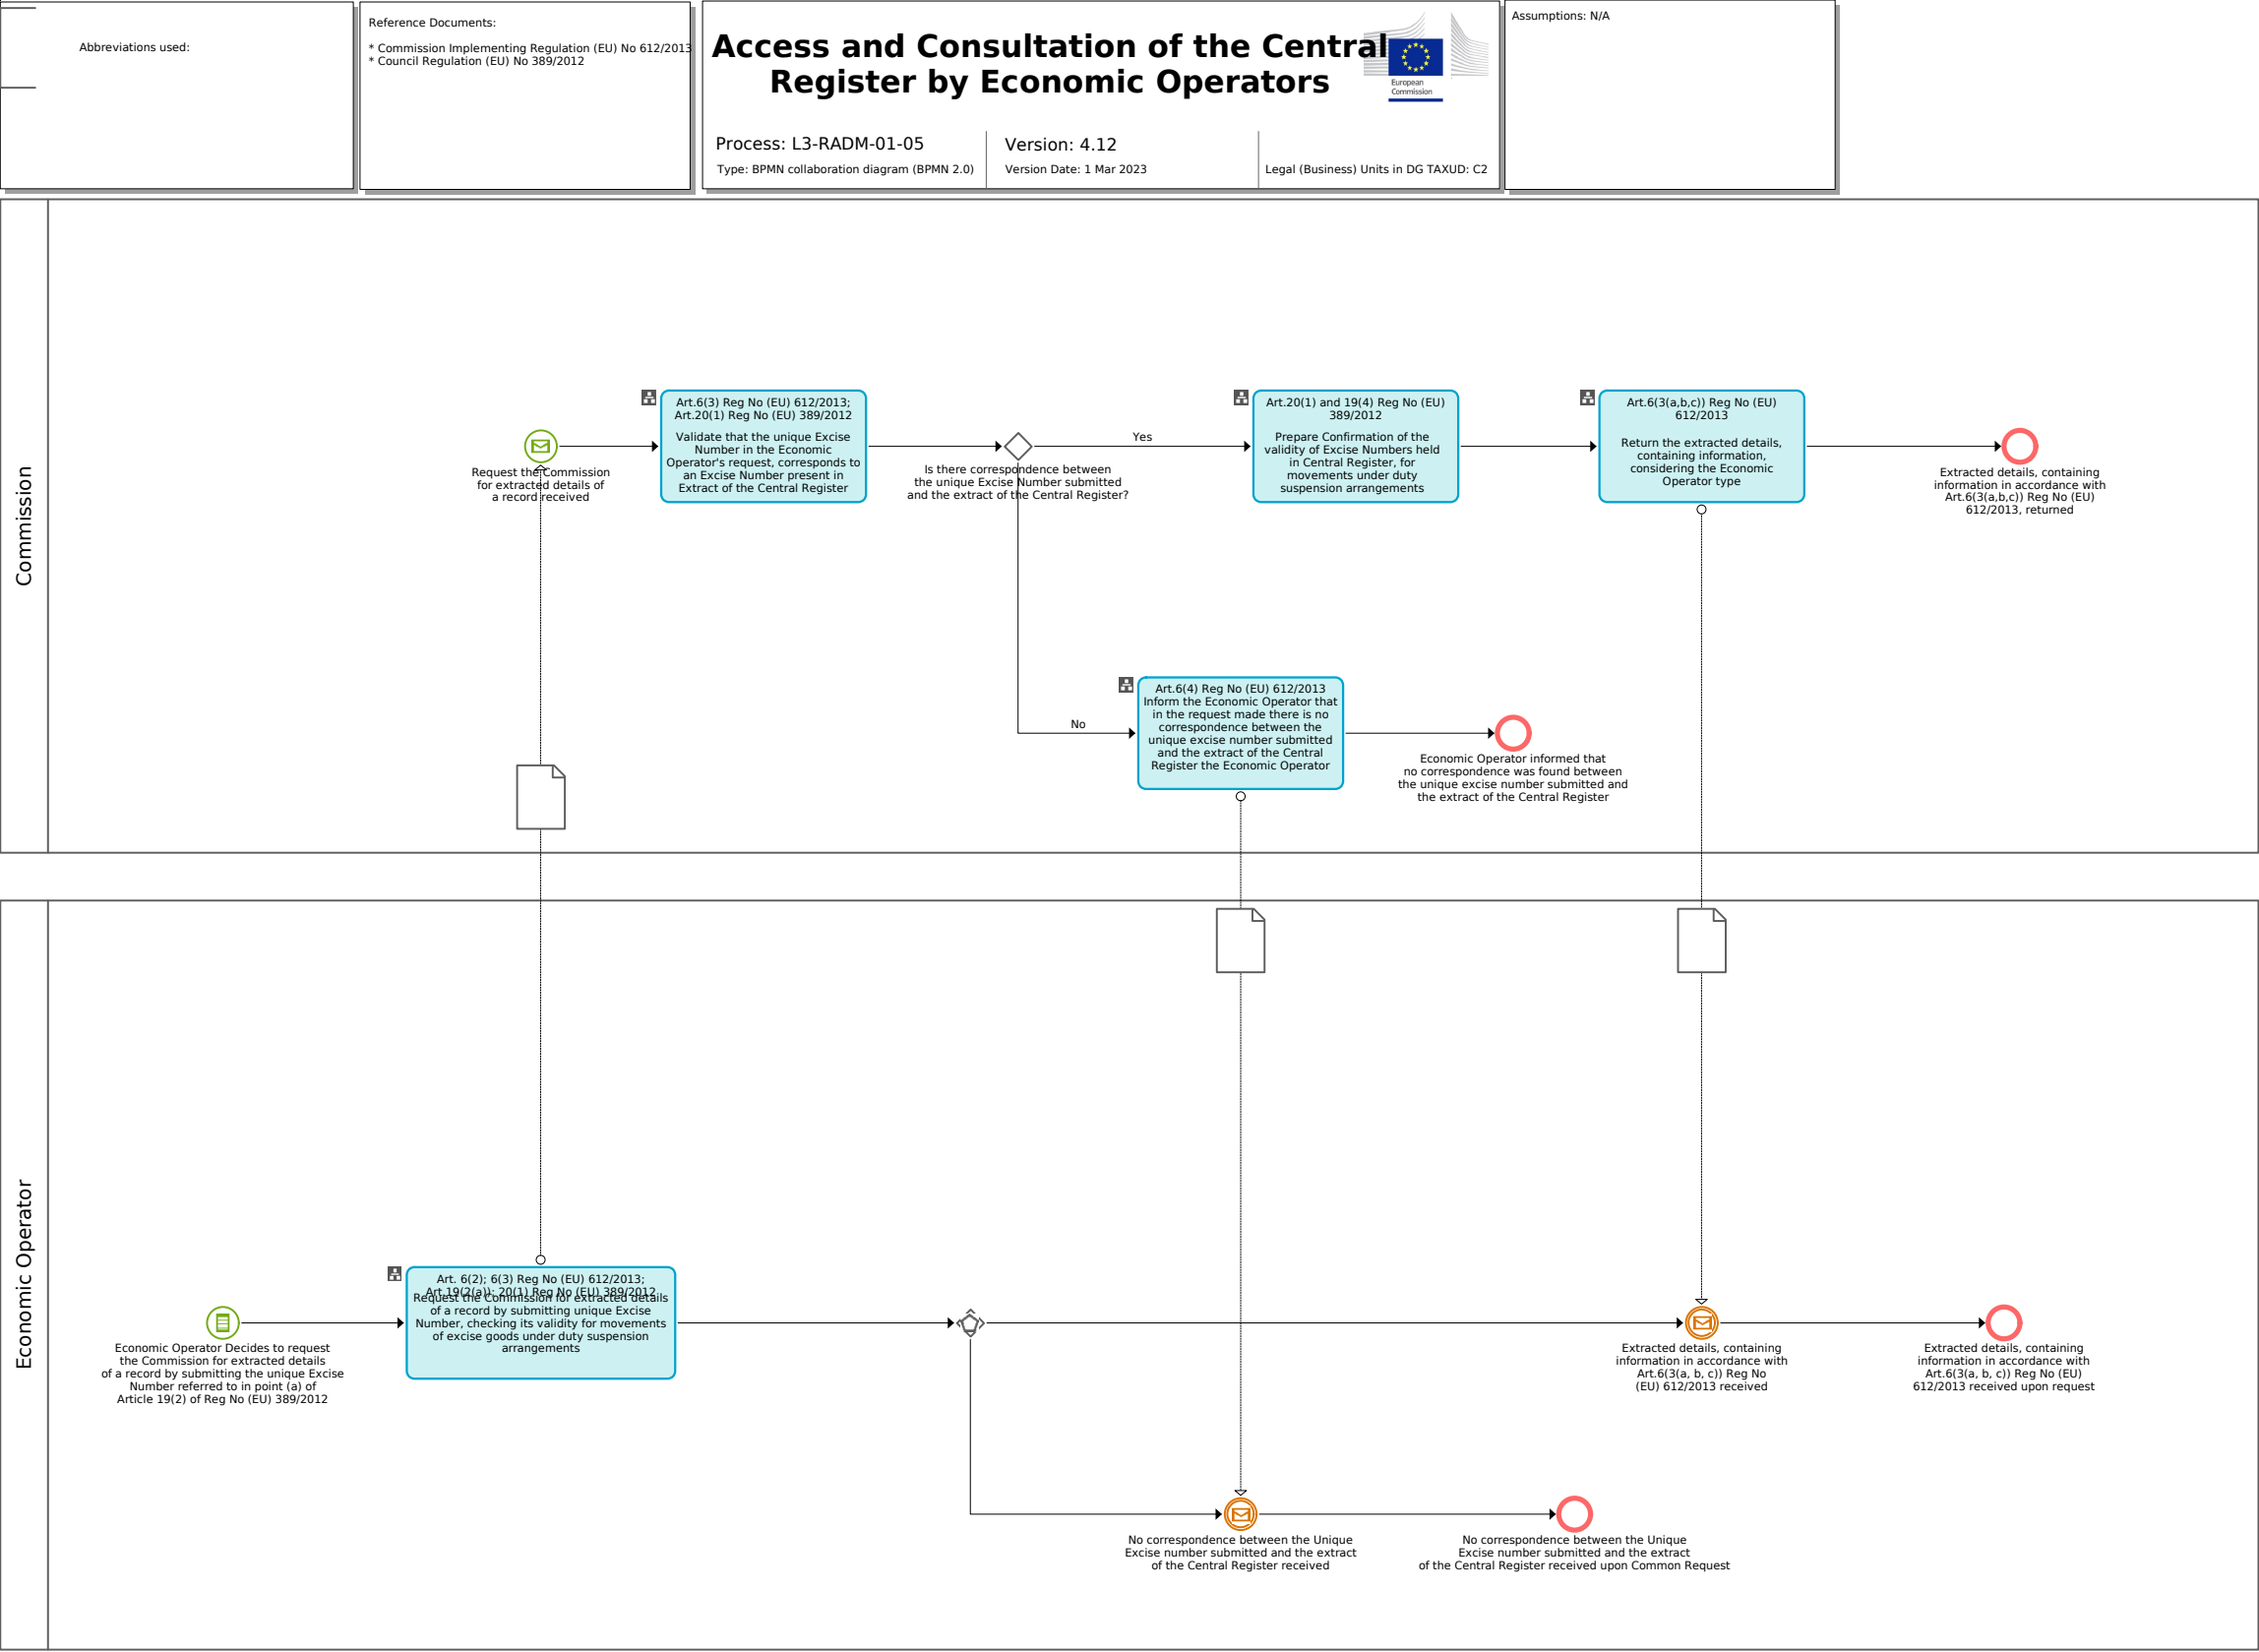 Abbreviations used:
Reference Documents:
* Commission Implementing Regulation (EU) No 612/2013
* Council Regulation (EU) No 389/2012
Access and Consultation of the Central
Register by Economic Operators
European
Commission
Process: L3-RADM-01-05
Version: 4.12
Type: BPMN collaboration diagram (BPMN 2.0)
Version Date: 1 Mar 2023
Legal (Business) Units in DG TAXUD: C2
Assumptions: N/A
Commission
Request the Commission
for extracted details of
a record received
Art.6(3) Reg No (EU) 612/2013;
Art.20(1) Reg No (EU) 389/2012
Validate that the unique Excise
Number in the Economic
Operator's request, corresponds to
an Excise Number present in
Extract of the Central Register
Is there correspondence between
the unique Excise Number submitted
and the extract of the Central Register?
Yes
Art.20(1) and 19(4) Reg No (EU)
389/2012
Prepare Confirmation of the
validity of Excise Numbers held
in Central Register, for
movements under duty
suspension arrangements
Art.6(3(a,b,c)) Reg No (EU)
612/2013
Return the extracted details,
containing information,
considering the Economic
Operator type
Extracted details, containing
information in accordance with
Art.6(3(a,b,c)) Reg No (EU)
612/2013, returned
No
Art.6(4) Reg No (EU) 612/2013
Inform the Economic Operator that
in the request made there is no
correspondence between the
unique excise number submitted
and the extract of the Central
Register the Economic Operator
Economic Operator informed that
no correspondence was found between
the unique excise number submitted and
the extract of the Central Register
Economic Operator
Economic Operator Decides to request
the Commission for extracted details
of a record by submitting the unique Excise
Number referred to in point (a) of
Article 19(2) of Reg No (EU) 389/2012
Art. 6(2); 6(3) Reg No (EU) 612/2013;
Art.19(2(a)); 20(1) Reg No (EU) 389/2012
Request the Commission for extracted details
of a record by submitting unique Excise
Number, checking its validity for movements
of excise goods under duty suspension
arrangements
Extracted details, containing
information in accordance with
Art.6(3(a, b, c)) Reg No
(EU) 612/2013 received
Extracted details, containing
information in accordance with
Art.6(3(a, b, c)) Reg No (EU)
612/2013 received upon request
No correspondence between the Unique
Excise number submitted and the extract
of the Central Register received
No correspondence between the Unique
Excise number submitted and the extract
of the Central Register received upon Common Request